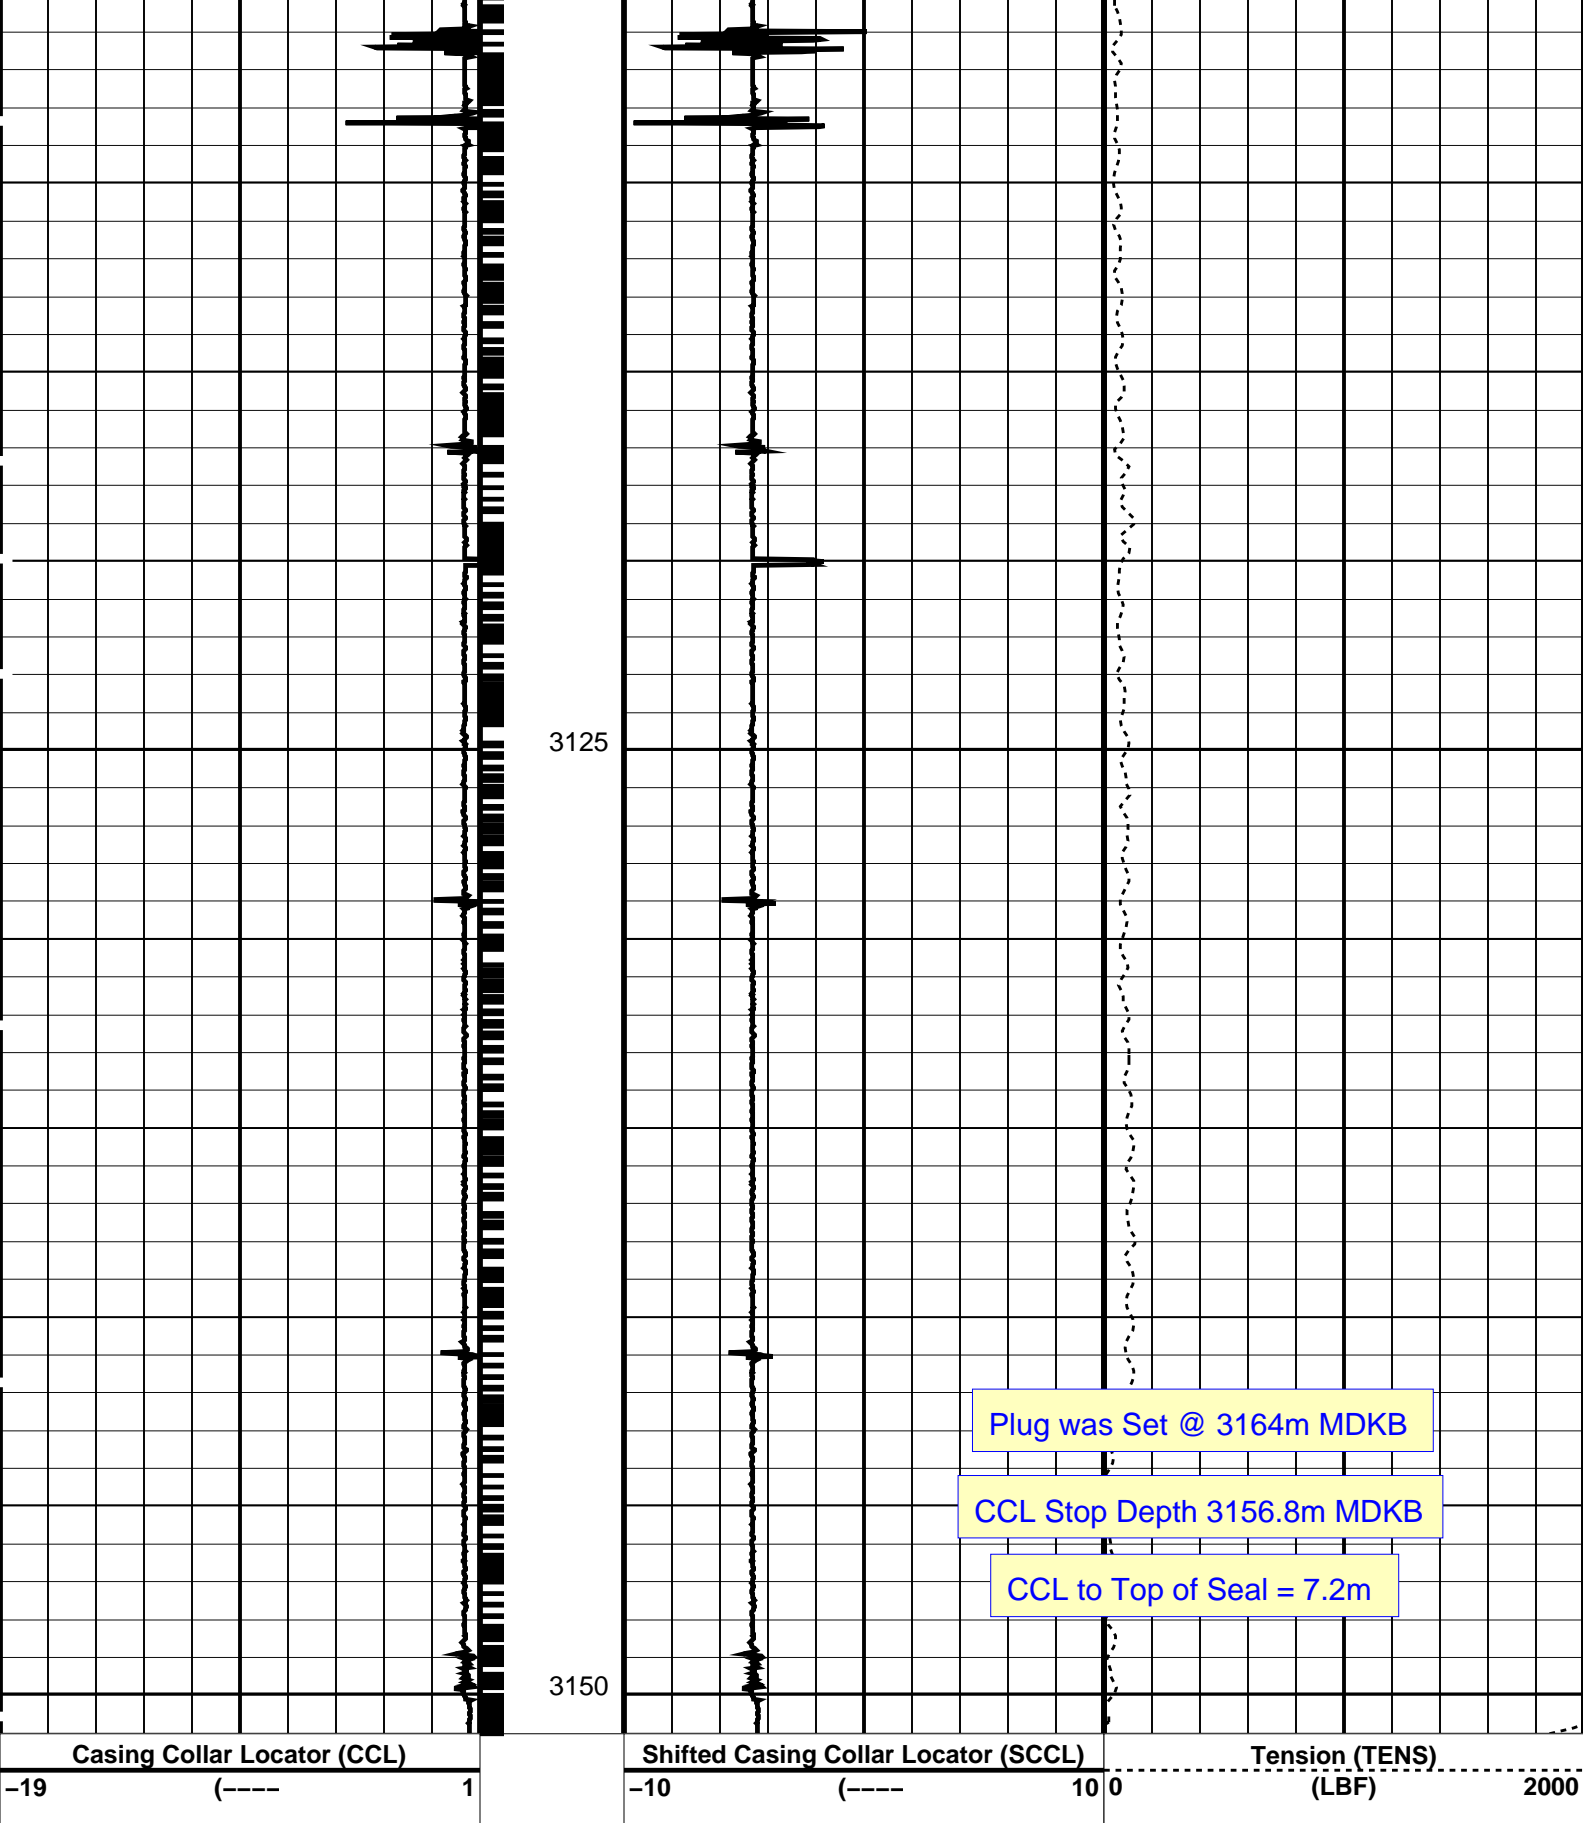 3125
Plug was Set @ 3164m MDKB
CCL Stop Depth 3156.8m MDKB
CCL to Top of Seal = 7.2m
3150
Casing Collar Locator (CCL) Shifted Casing Collar Locator (SCCL) Tension (TENS)
−19 (−−−− 1 −10 (−−−− 10 0 (LBF) 2000